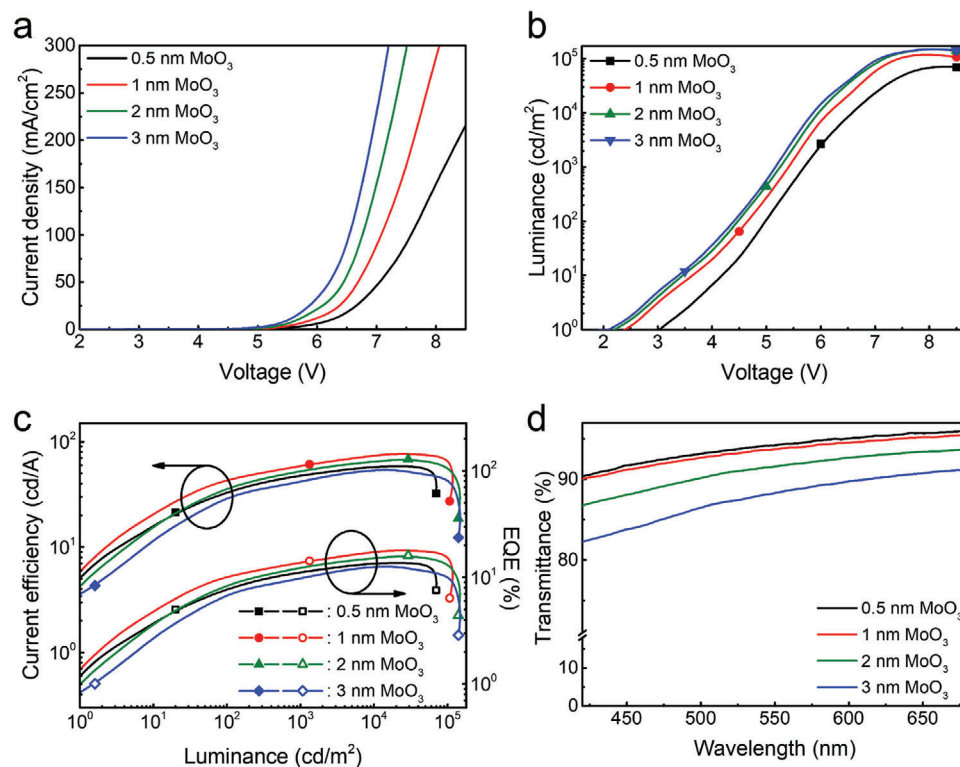 a
300
250
200
150
100
50
0
0.5 nm MoO₃
1 nm MoO₃
2 nm MoO₃
3 nm MoO₃
Current density (mA/cm²)
2 3 4 5 6 7 8
Voltage (V)
b
10⁵
10⁴
10³
10²
10¹
10⁰
0.5 nm MoO₃
1 nm MoO₃
2 nm MoO₃
3 nm MoO₃
Luminance (cd/m²)
2 3 4 5 6 7 8
Voltage (V)
c
10²
10¹
10⁰
Current efficiency (cd/A)
10²
10¹
10⁰
EQE (%)
: 0.5 nm MoO₃
: 1 nm MoO₃
: 2 nm MoO₃
: 3 nm MoO₃
10⁰ 10¹ 10² 10³ 10⁴ 10⁵
Luminance (cd/m²)
d
90
80
10
0
Transmittance (%)
0.5 nm MoO₃
1 nm MoO₃
2 nm MoO₃
3 nm MoO₃
450 500 550 600 650
Wavelength (nm)